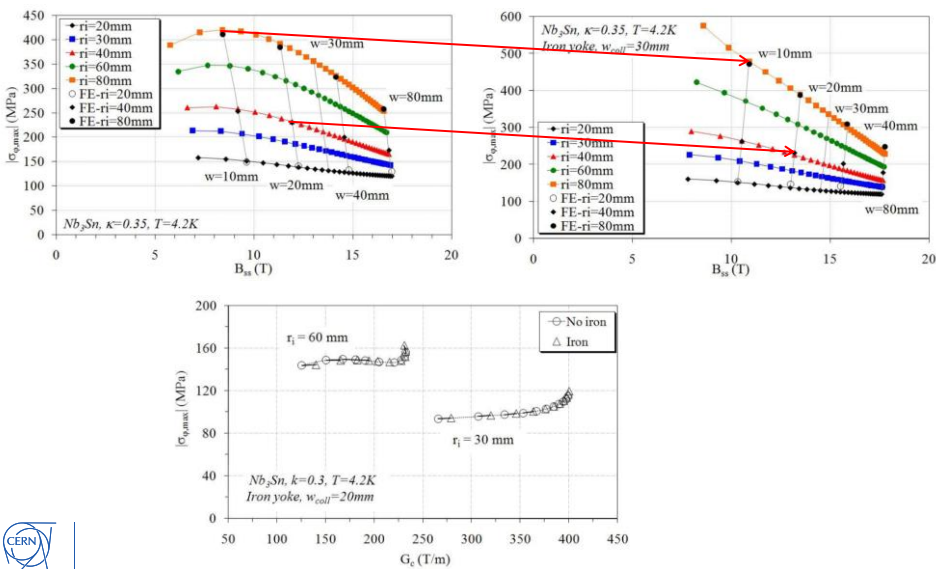 ri=20mm
ri=30mm
ri=40mm
ri=60mm
ri=80mm
FE-ri=20mm
FE-ri=40mm
FE-ri=80mm
w=30mm
w=80mm
w=10mm
w=20mm
w=40mm
Nb₃Sn, κ=0.35, T=4.2K
|σφ,max| (MPa)
450
400
350
300
250
200
150
100
50
0
0
5
10
15
20
Bss (T)
Nb₃Sn, κ=0.35, T=4.2K
Iron yoke, wcoll=30mm
w=10mm
w=20mm
w=30mm
w=40mm
w=80mm
ri=20mm
ri=30mm
ri=40mm
ri=60mm
ri=80mm
FE-ri=20mm
FE-ri=40mm
FE-ri=80mm
|σφ,max| (MPa)
600
500
400
300
200
100
0
0
5
10
15
20
Bss (T)
No iron
Iron
ri = 60 mm
ri = 30 mm
Nb₃Sn, k=0.3, T=4.2K
Iron yoke, wcoll=20mm
|σφ,max| (MPa)
200
160
120
80
40
0
50
100
150
200
250
300
350
400
450
Gc (T/m)
CERN